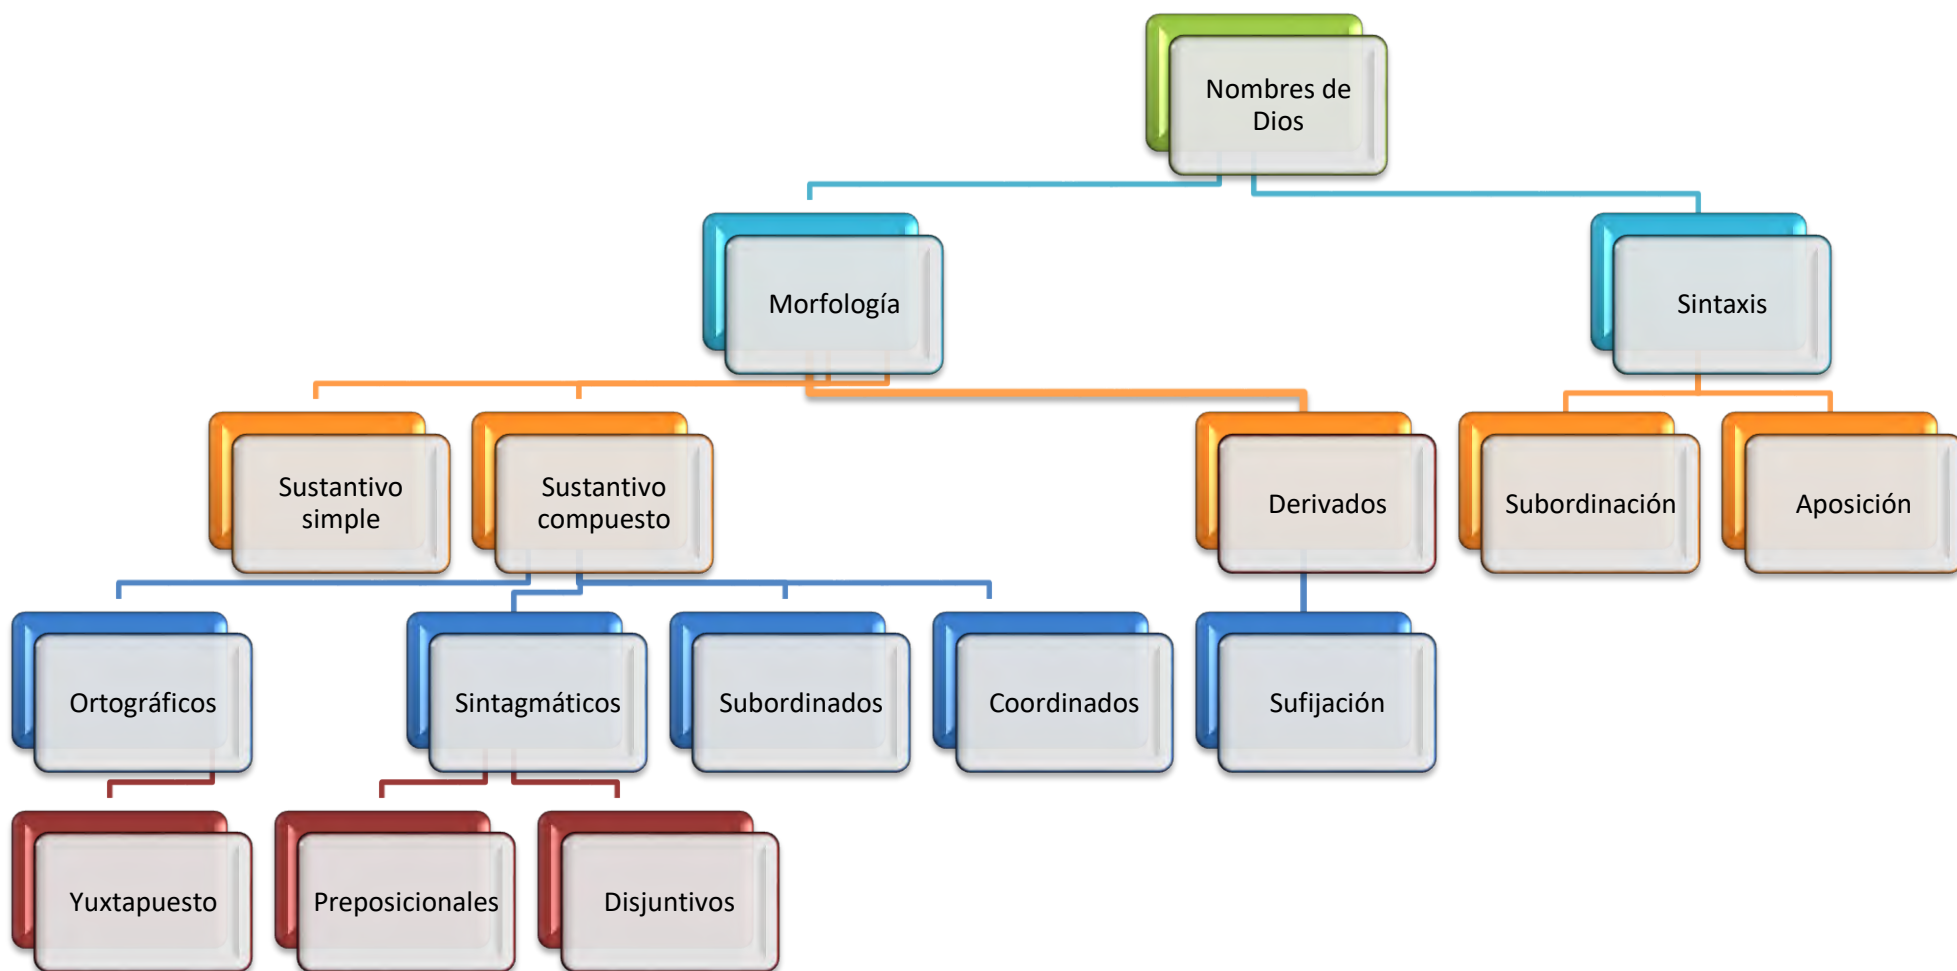 Nombres de
Dios
Morfología
Sintaxis
Sustantivo
simple
Sustantivo
compuesto
Derivados
Subordinación
Aposición
Ortográficos
Sintagmáticos
Subordinados
Coordinados
Sufijación
Yuxtapuesto
Preposicionales
Disjuntivos